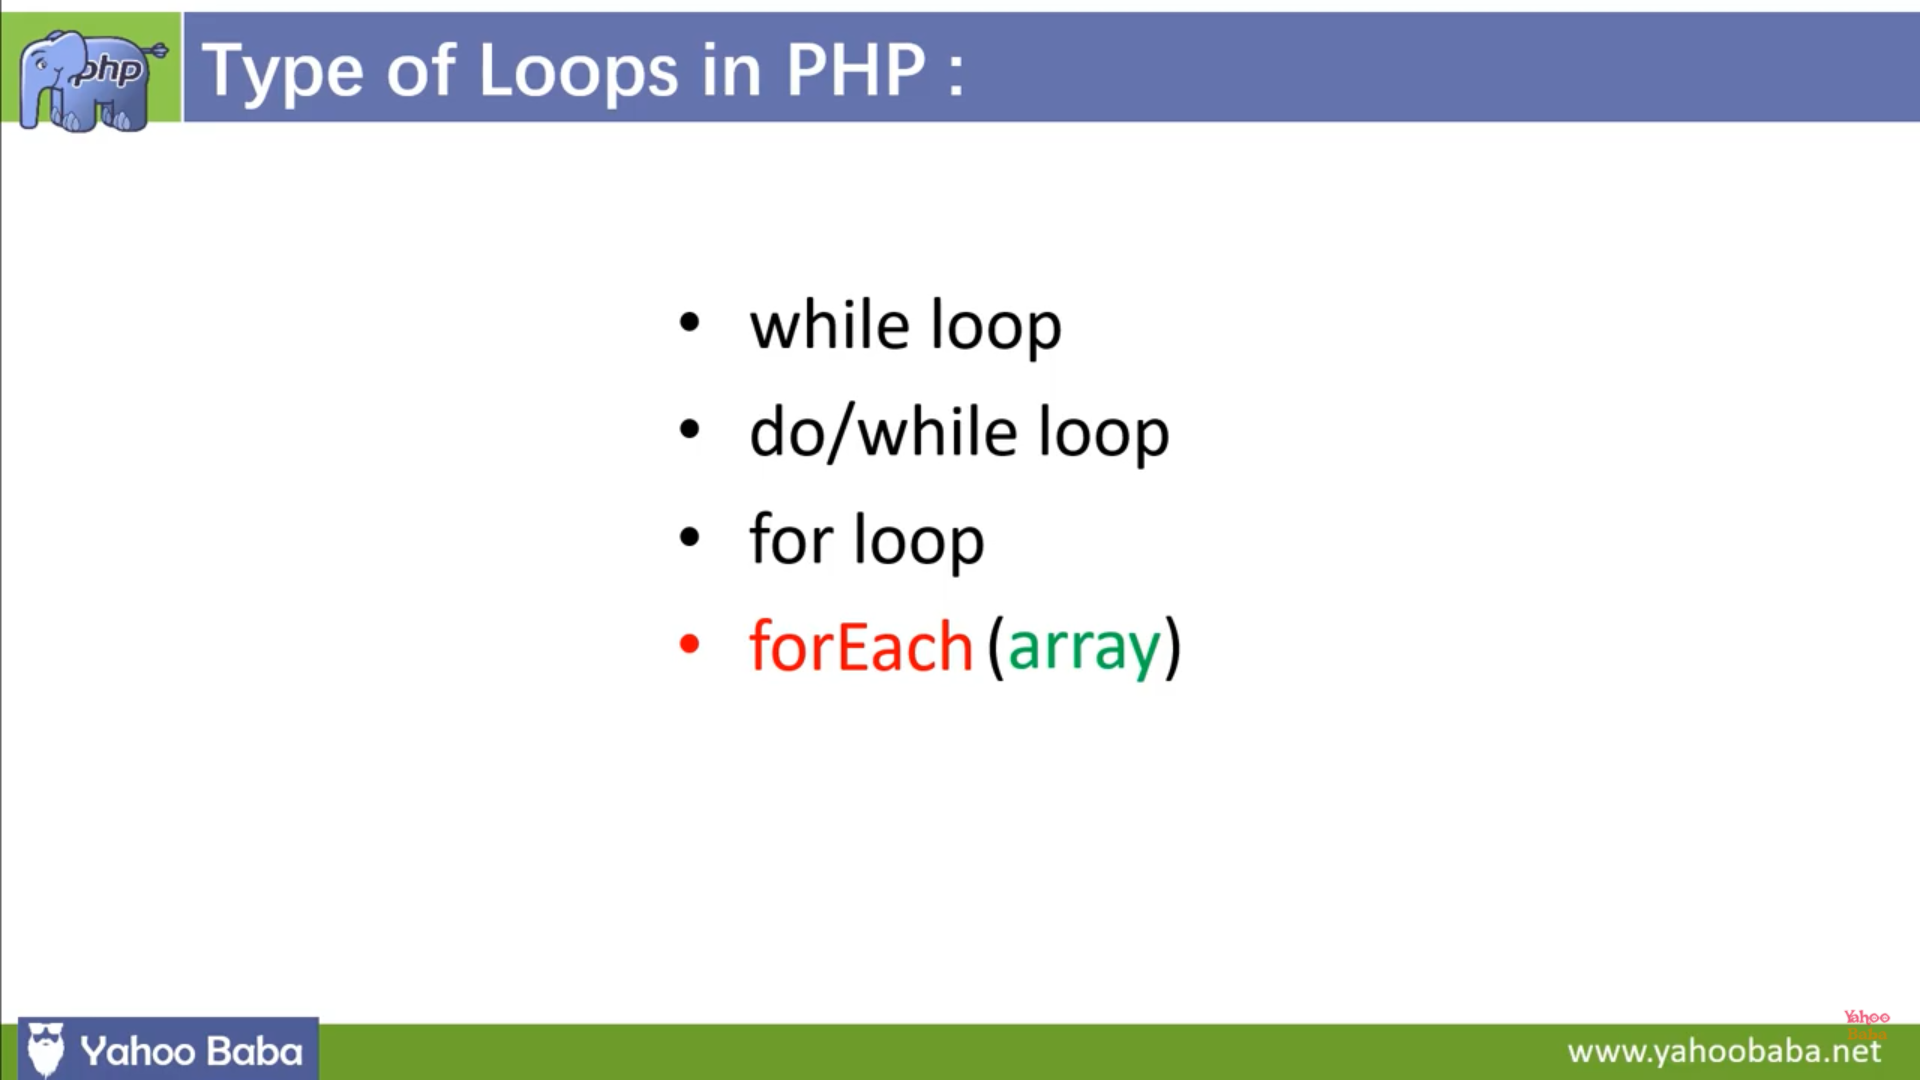 php
Type of Loops in PHP :
• while loop
• do/while loop
• for loop
• forEach (array)
Yahoo
Baba
Yahoo Baba
www.yahoobaba.net